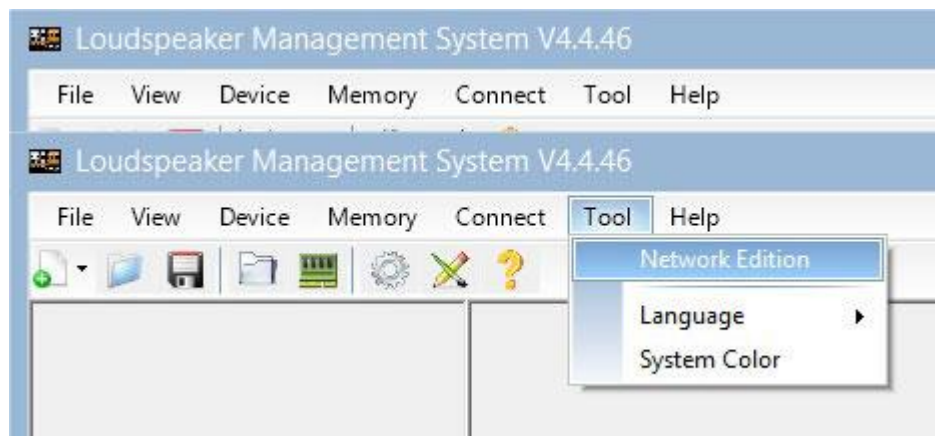 Loudspeaker Management System V4.4.46
File View Device Memory Connect Tool Help
Loudspeaker Management System V4.4.46
File View Device Memory Connect Tool Help
Network Edition
Language
System Color